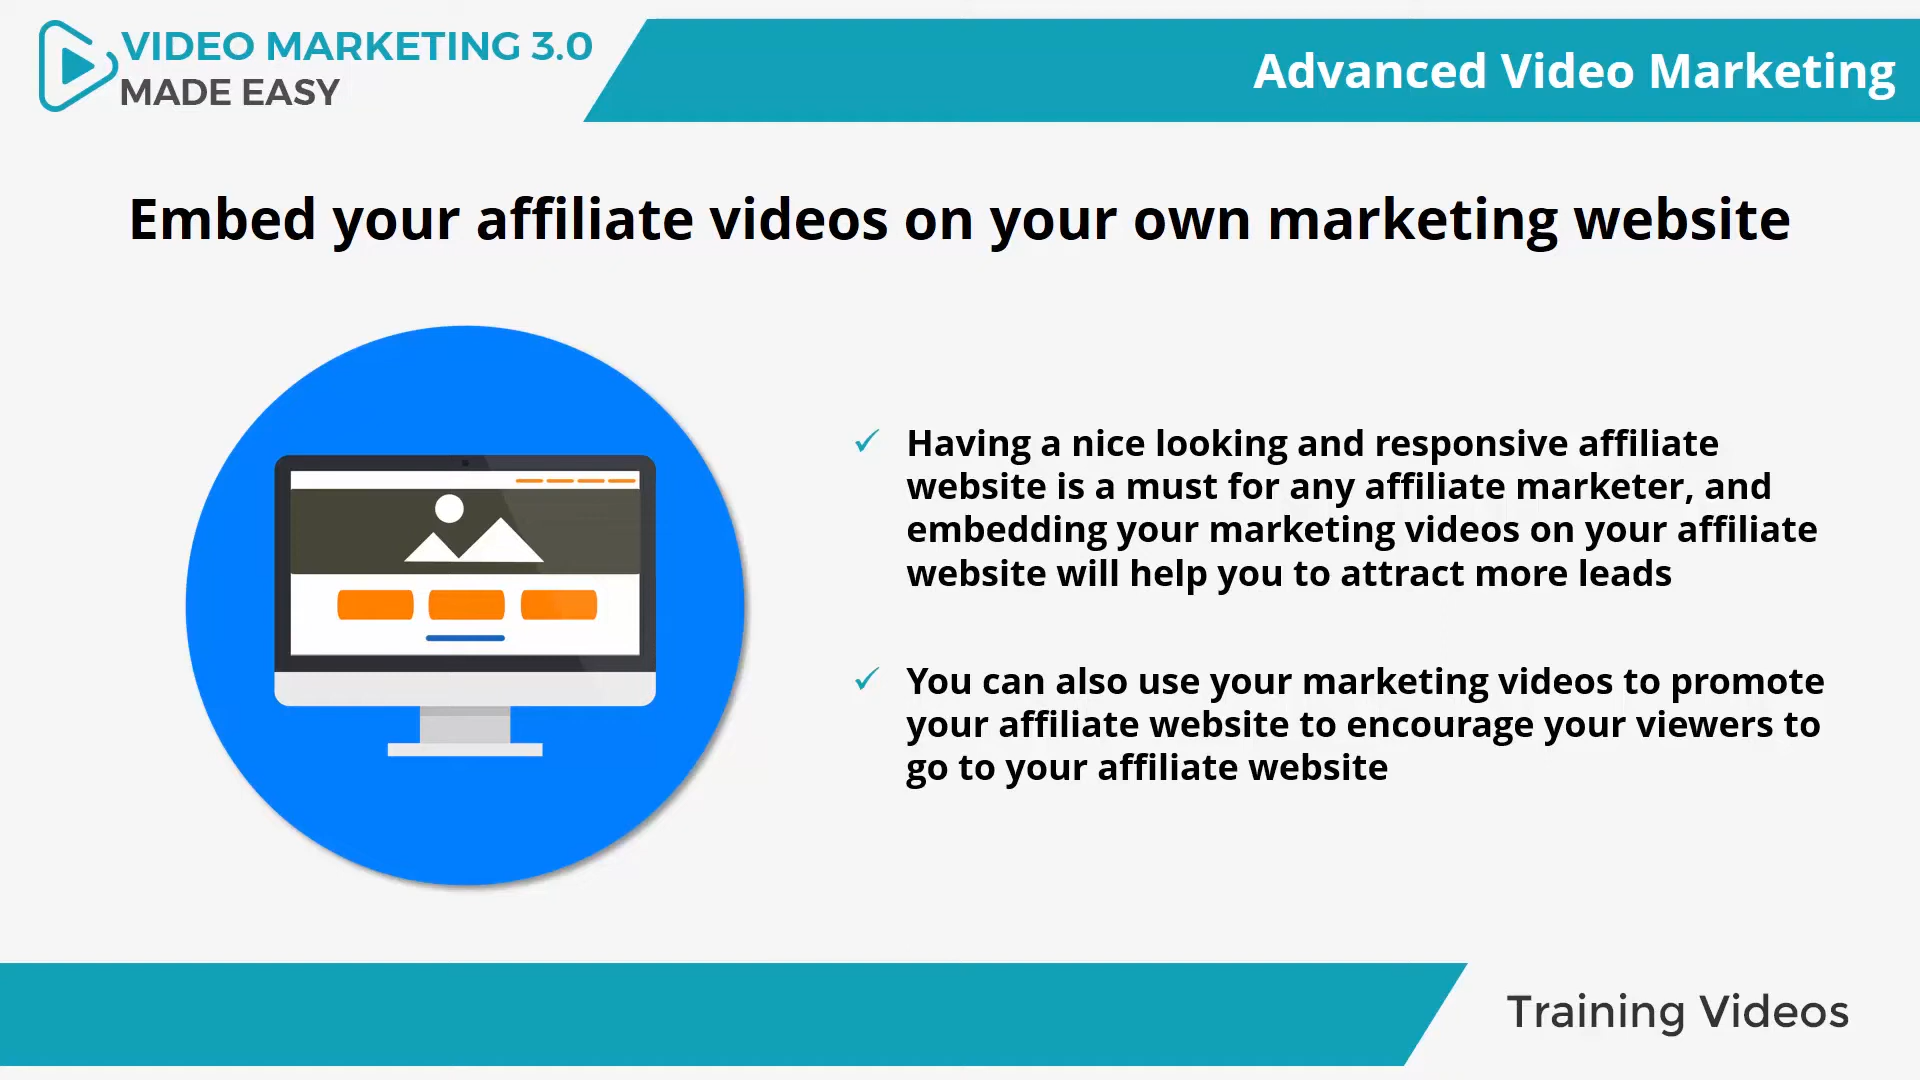 VIDEO MARKETING 3.0
MADE EASY
Advanced Video Marketing
Embed your affiliate videos on your own marketing website
Having a nice looking and responsive affiliate
website is a must for any affiliate marketer, and
embedding your marketing videos on your affiliate
website will help you to attract more leads
You can also use your marketing videos to promote
your affiliate website to encourage your viewers to
go to your affiliate website
Training Videos